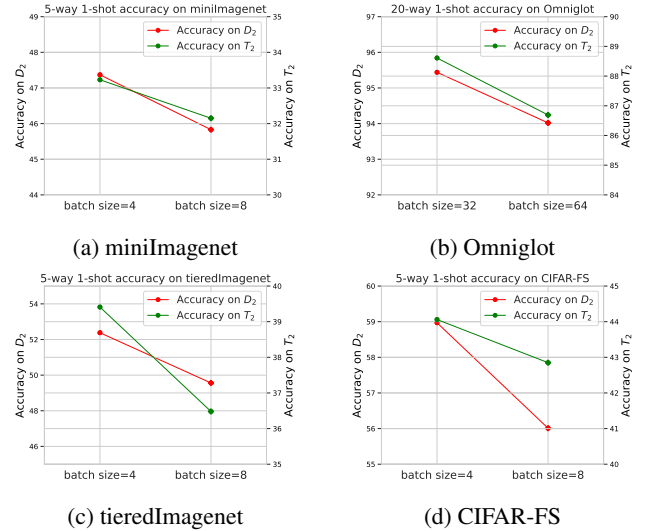 5-way 1-shot accuracy on miniImagenet
Accuracy on D₂
Accuracy on T₂
49
48
47
46
45
44
35
34
33
32
31
30
Accuracy on D₂
Accuracy on T₂
batch size=4 batch size=8
(a) miniImagenet
20-way 1-shot accuracy on Omniglot
Accuracy on D₂
Accuracy on T₂
97
96
95
94
93
92
90
89
88
87
86
85
84
Accuracy on D₂
Accuracy on T₂
batch size=32 batch size=64
(b) Omniglot
5-way 1-shot accuracy on tieredImagenet
Accuracy on D₂
Accuracy on T₂
54
52
50
48
46
40
39
38
37
36
35
Accuracy on D₂
Accuracy on T₂
batch size=4 batch size=8
(c) tieredImagenet
5-way 1-shot accuracy on CIFAR-FS
Accuracy on D₂
Accuracy on T₂
60
59
58
57
56
55
45
44
43
42
41
40
Accuracy on D₂
Accuracy on T₂
batch size=4 batch size=8
(d) CIFAR-FS